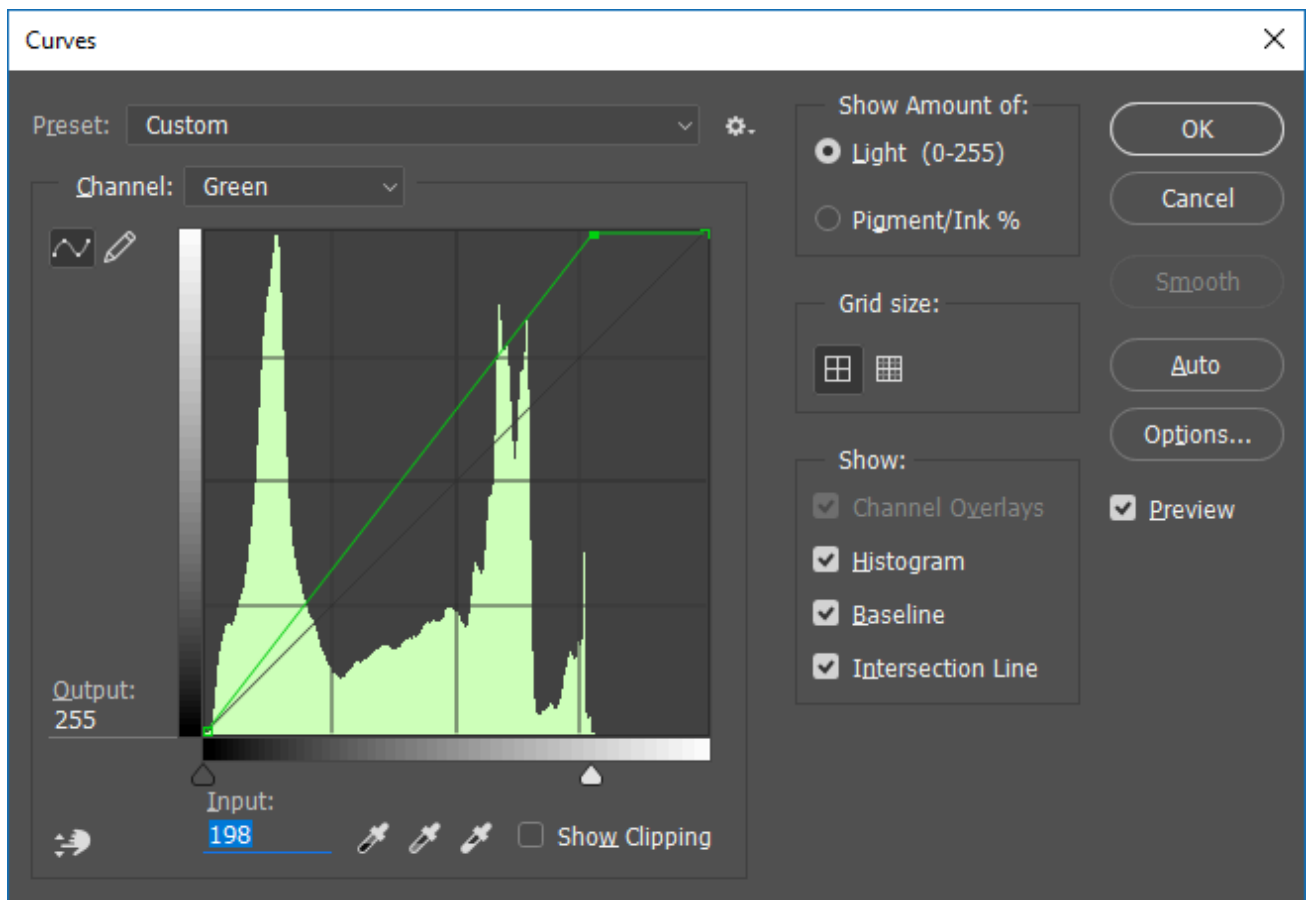 Curves
Preset: Custom
Channel: Green
Output:
255
Input:
198
Show Clipping
Show Amount of:
Light (0-255)
Pigment/Ink %
Grid size:
Show:
Channel Overlays
Histogram
Baseline
Intersection Line
OK
Cancel
Smooth
Auto
Options...
Preview